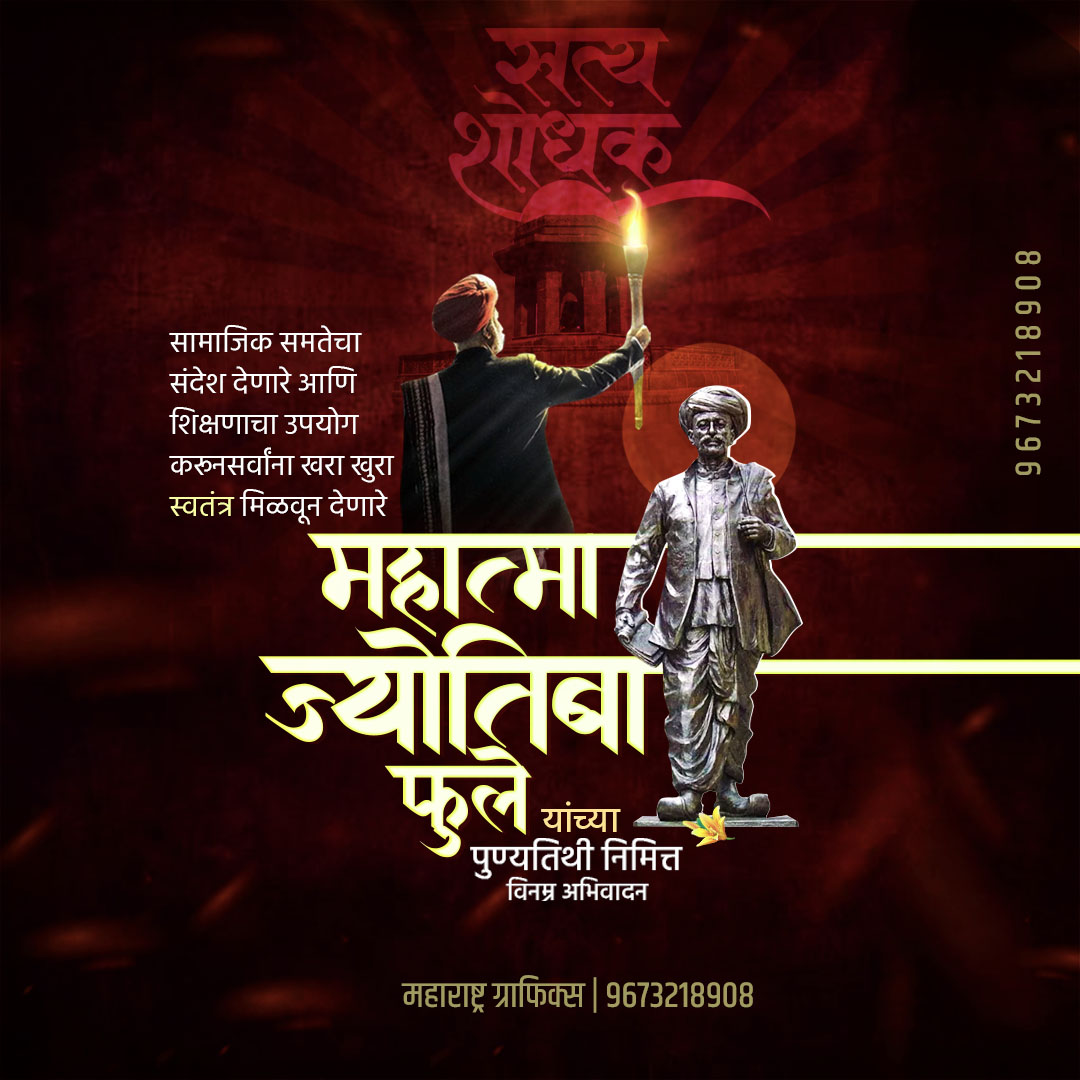 सत्य
शोधक
सामाजिक समतेचा
संदेश देणारे आणि
शिक्षणाचा उपयोग
करूनसर्वांना खरा खुरा
स्वतंत्र मिळवून देणारे
9673218908
महात्मा
ज्योतिबा
फुले यांच्या
पुण्यतिथी निमित्त
विनम्र अभिवादन
महाराष्ट्र ग्राफिक्स | 9673218908